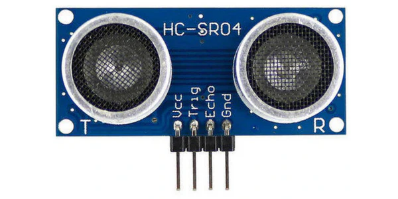 HC-SR04
Vcc
Trig
Echo
Gnd
T
R